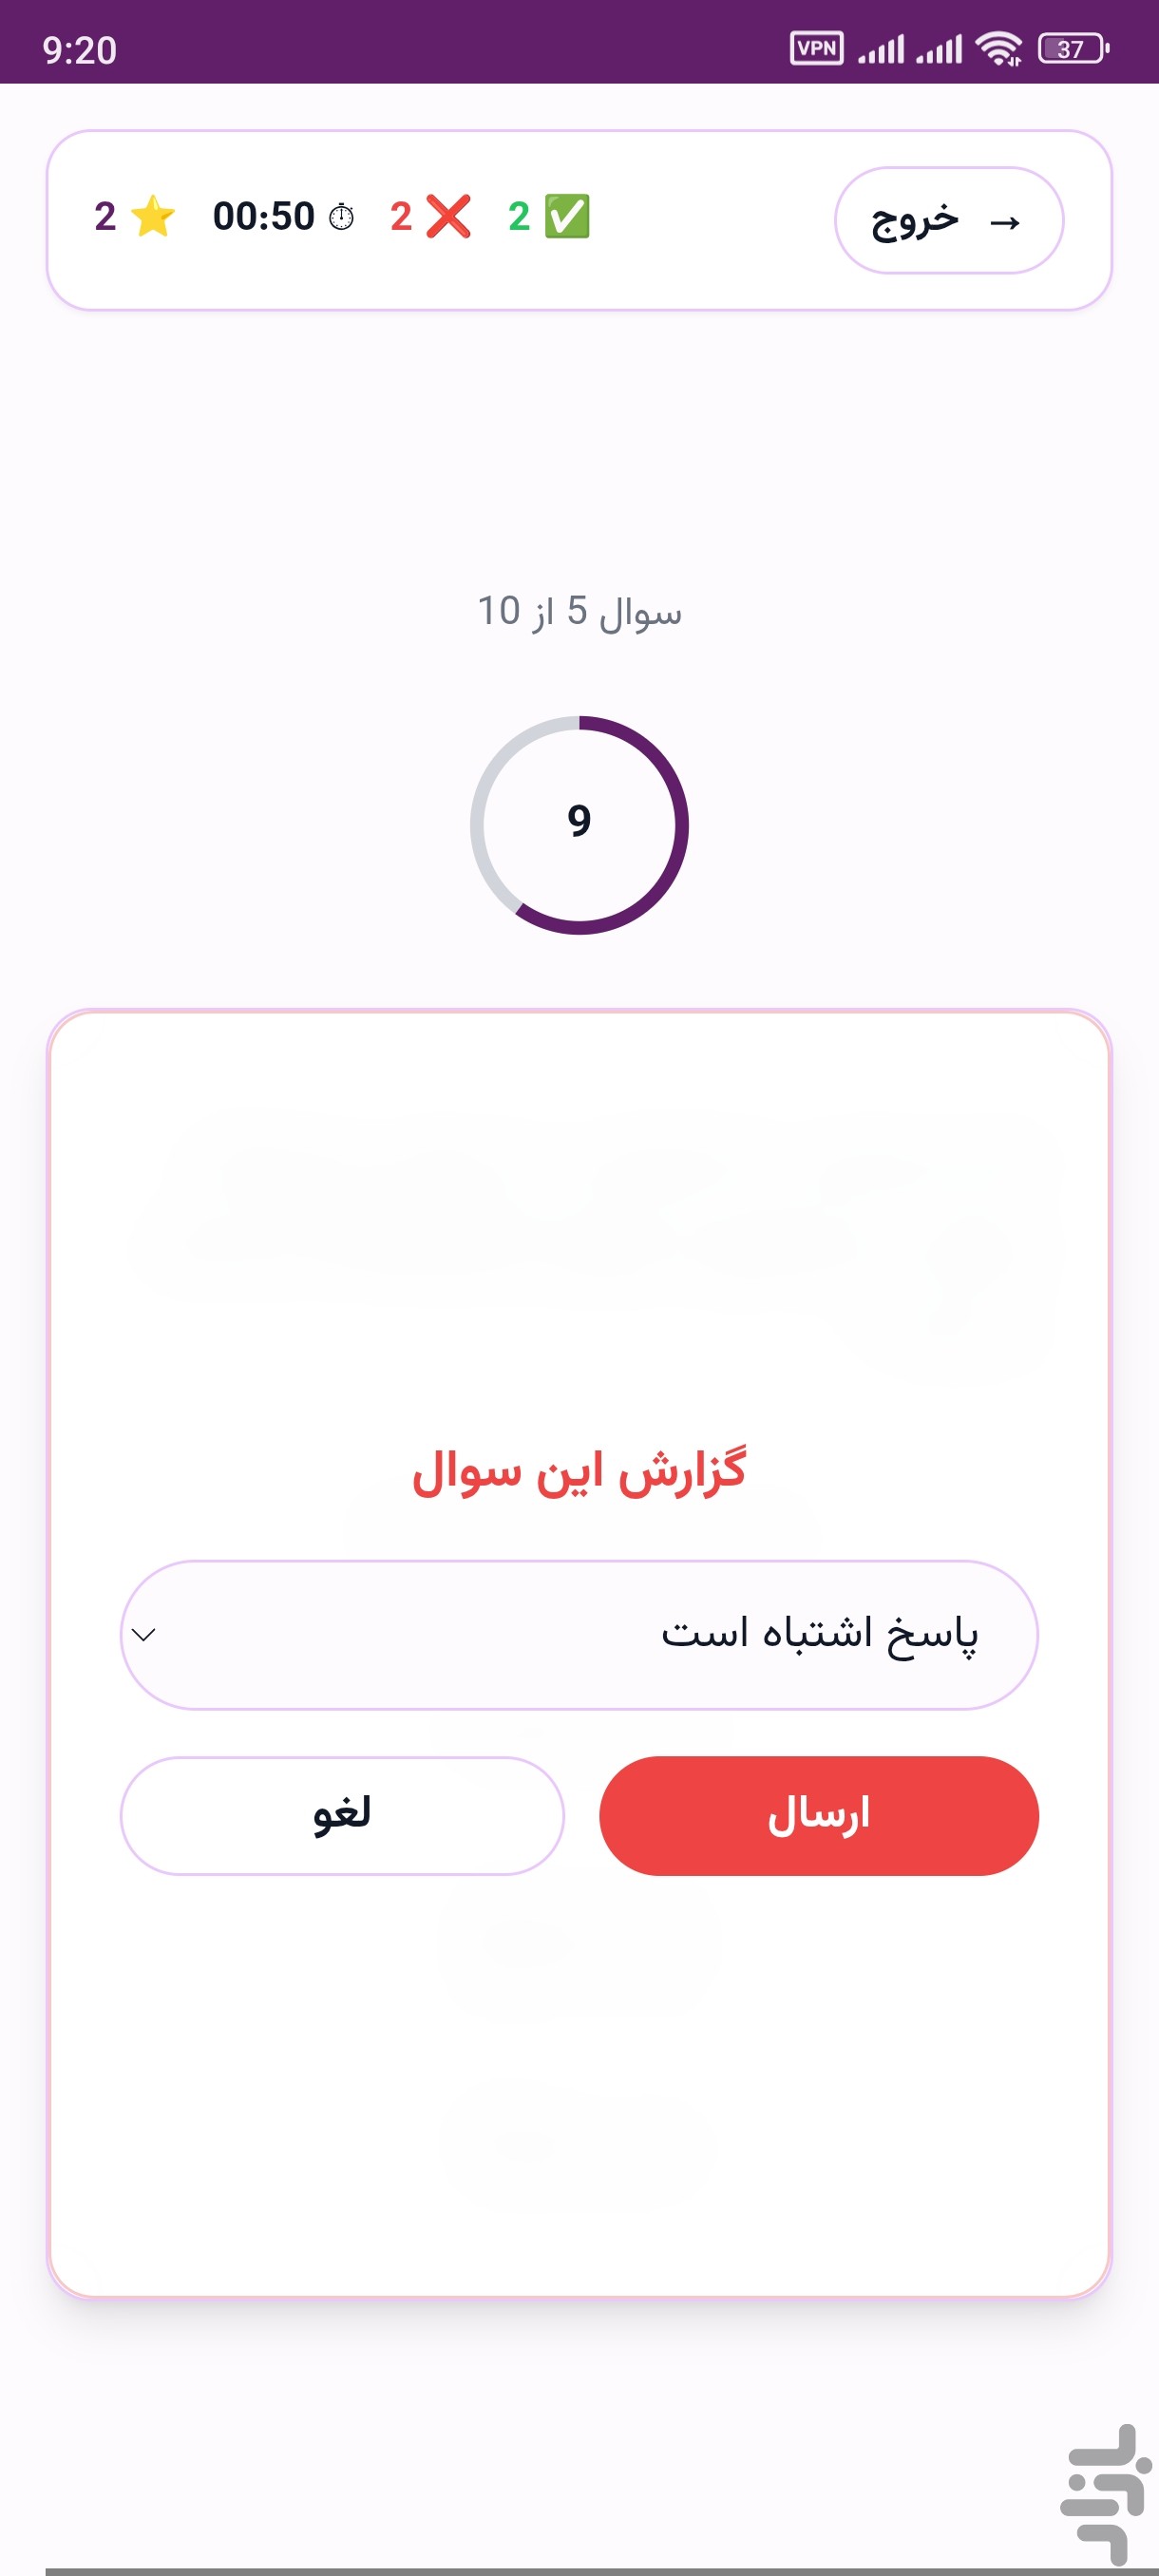 9:20 VPN 37
→ خروج
✅ 2 ❌ 2 ⏱ 00:50 ⭐ 2
سوال 5 از 10
9
گزارش این سوال
پاسخ اشتباه است
ارسال
لغو